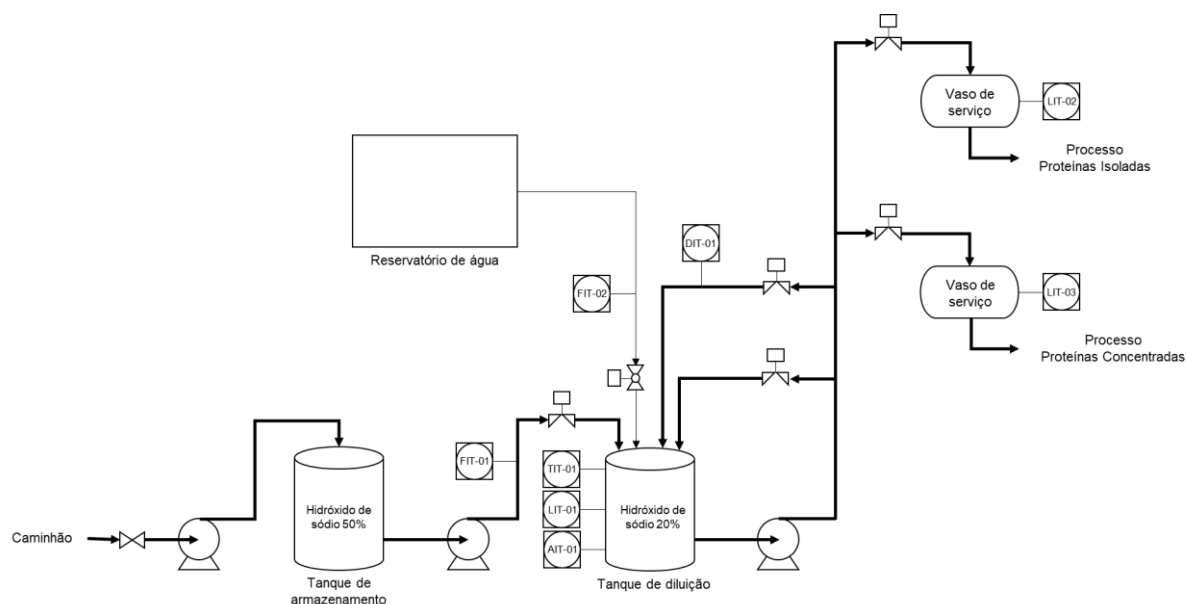 Vaso de
serviço
LIT-02
Processo
Proteínas Isoladas
DIT-01
Reservatório de água
FIT-02
Vaso de
serviço
LIT-03
Processo
Proteínas Concentradas
FIT-01
TIT-01
LIT-01
AIT-01
Hidróxido de
sódio 50%
Hidróxido de
sódio 20%
Caminhão
Tanque de
armazenamento
Tanque de diluição